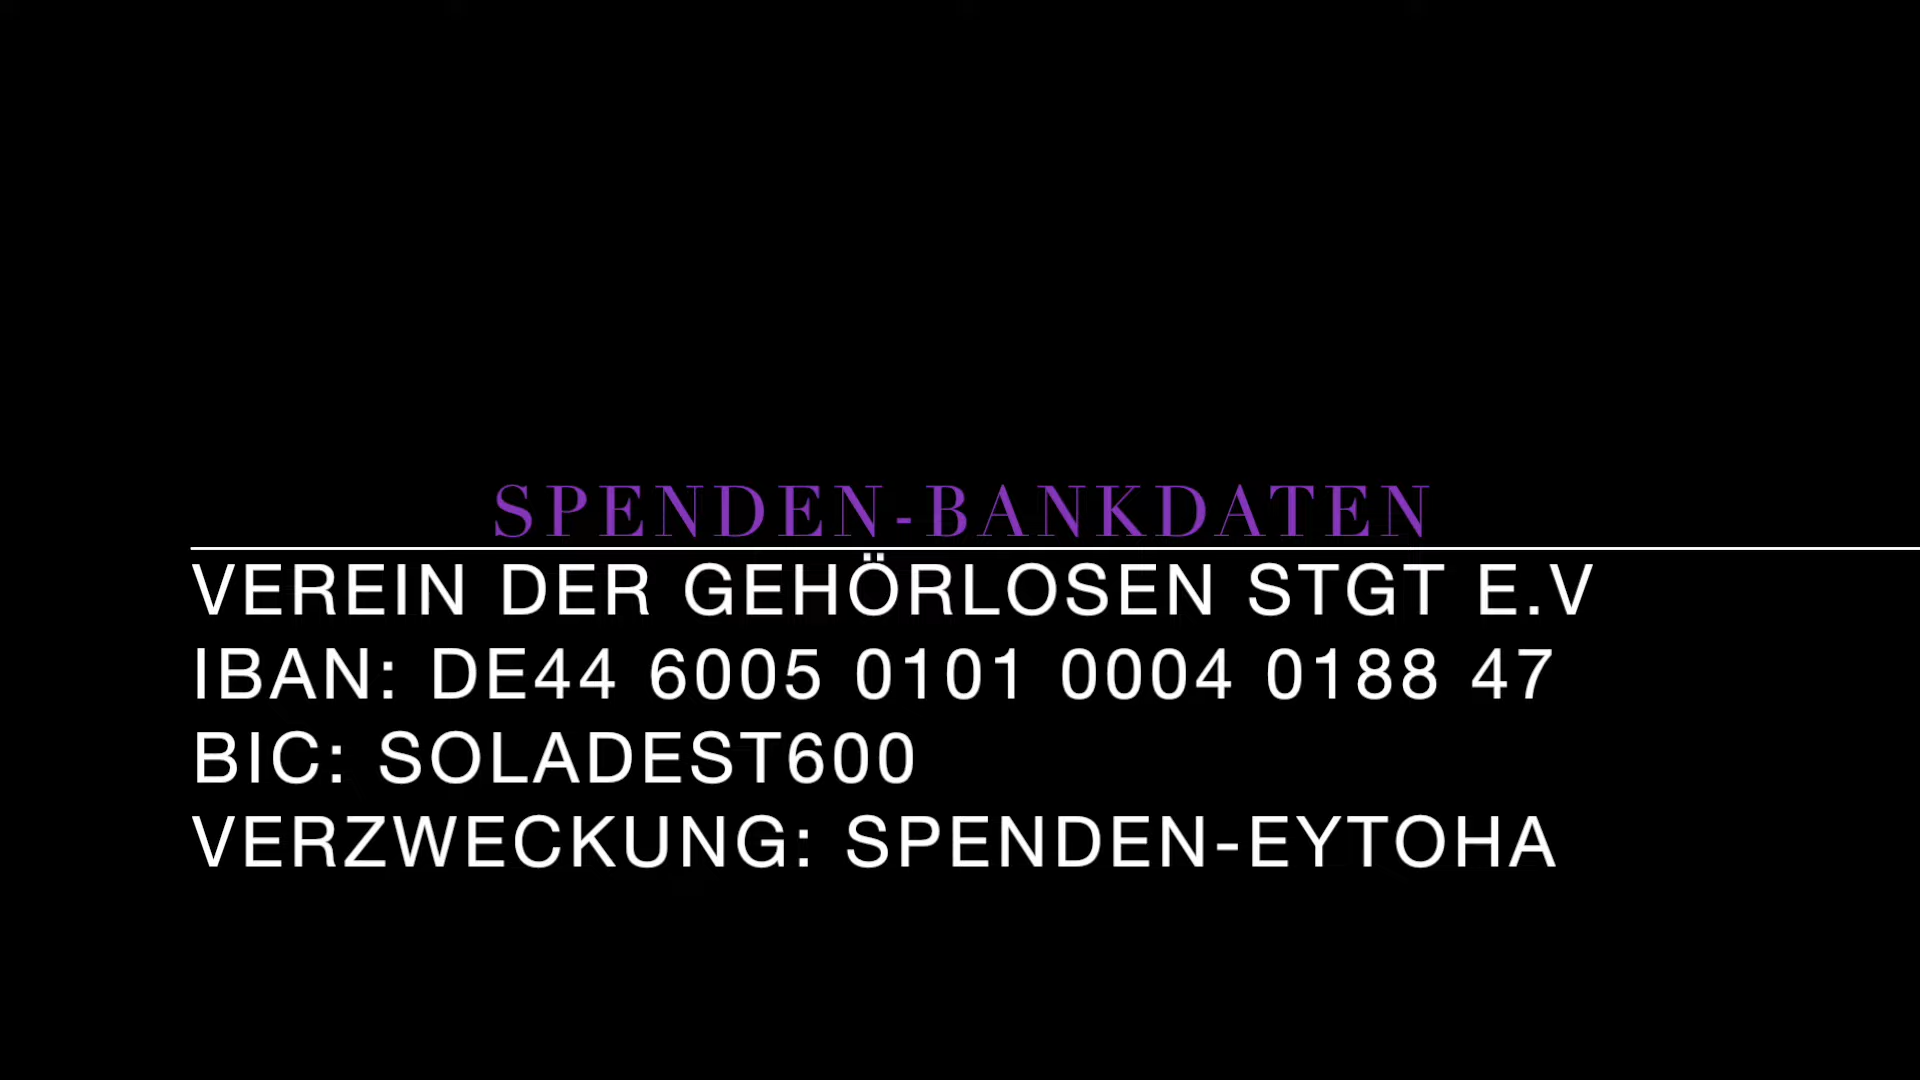 SPENDEN-BANKDATEN
VEREIN DER GEHÖRLOSEN STGT E.V
IBAN: DE44 6005 0101 0004 0188 47
BIC: SOLADEST600
VERZWECKUNG: SPENDEN-EYTOHA